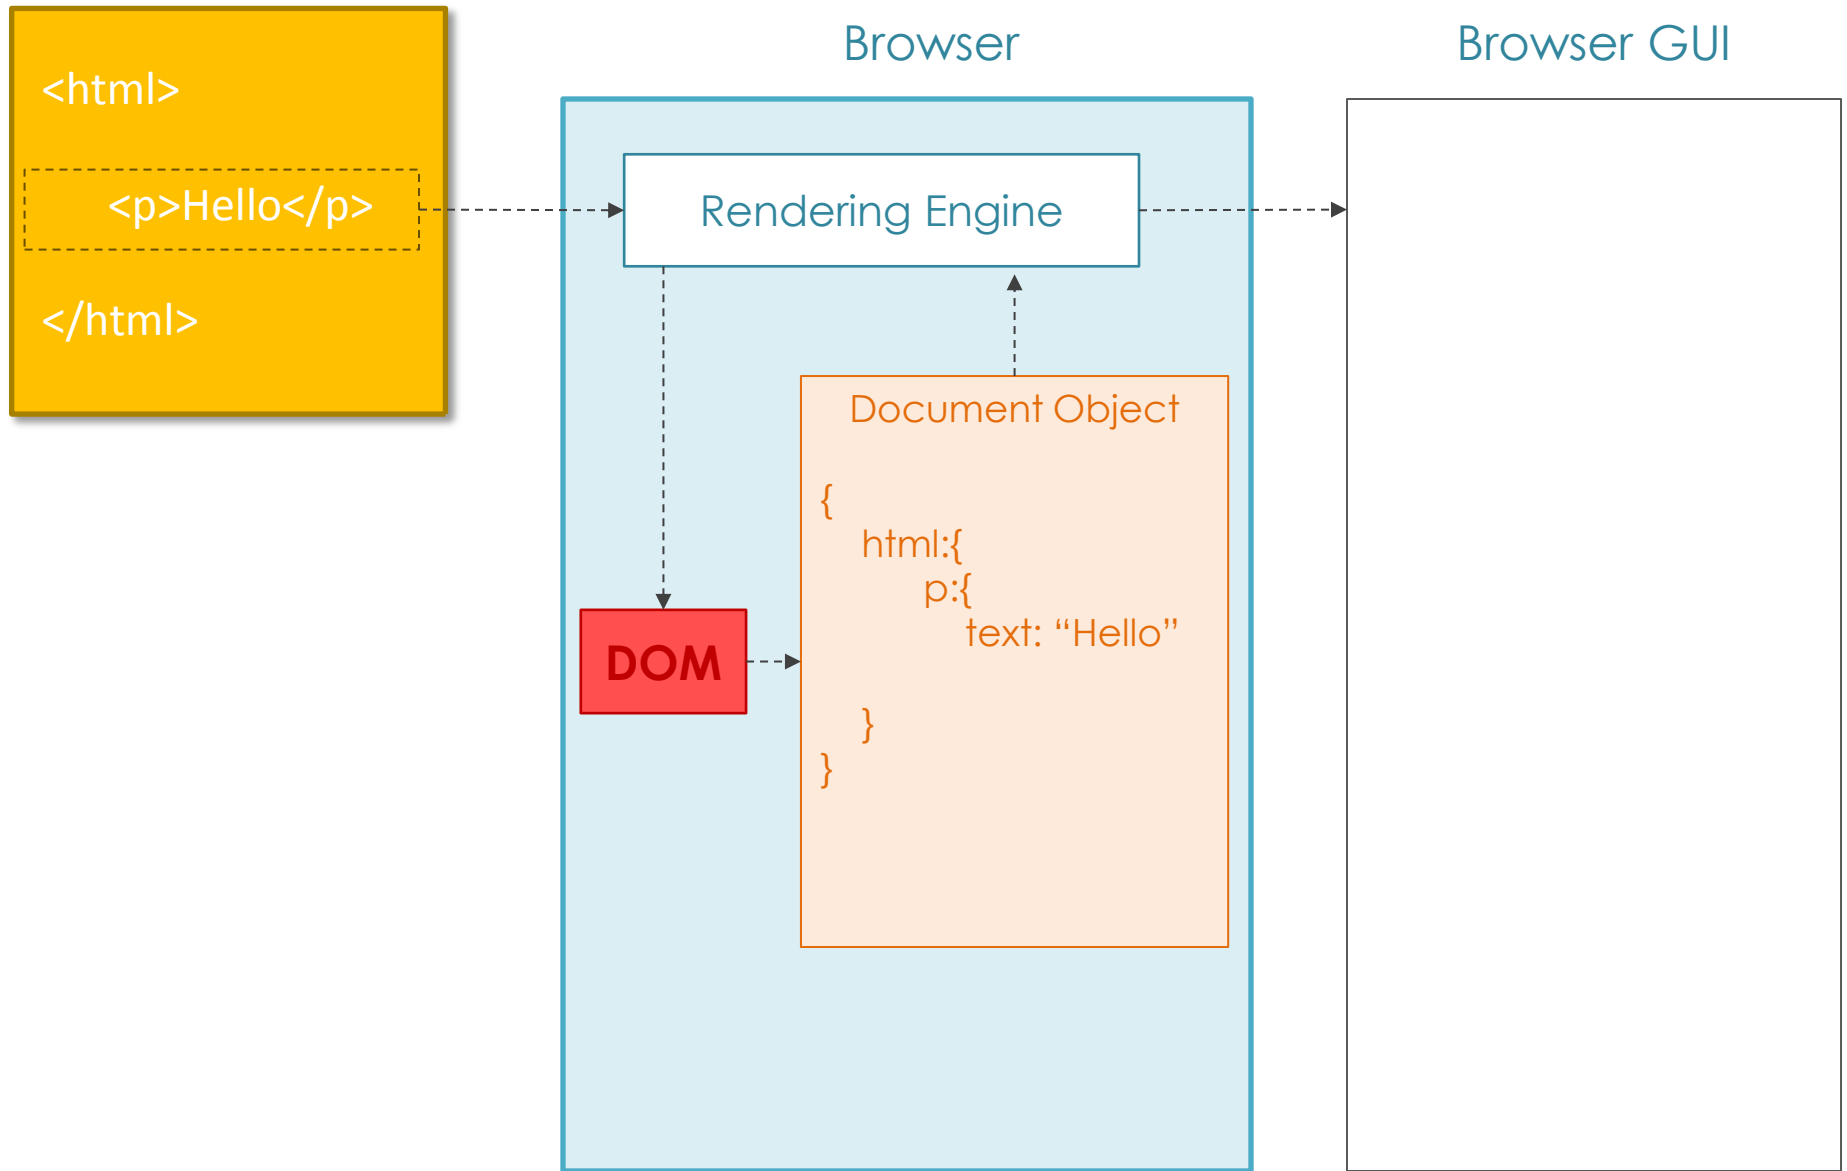 <html>
<p>Hello</p>
</html>
Browser
Browser GUI
Rendering Engine
DOM
Document Object
{
html:{
p:{
text: “Hello”
}
}